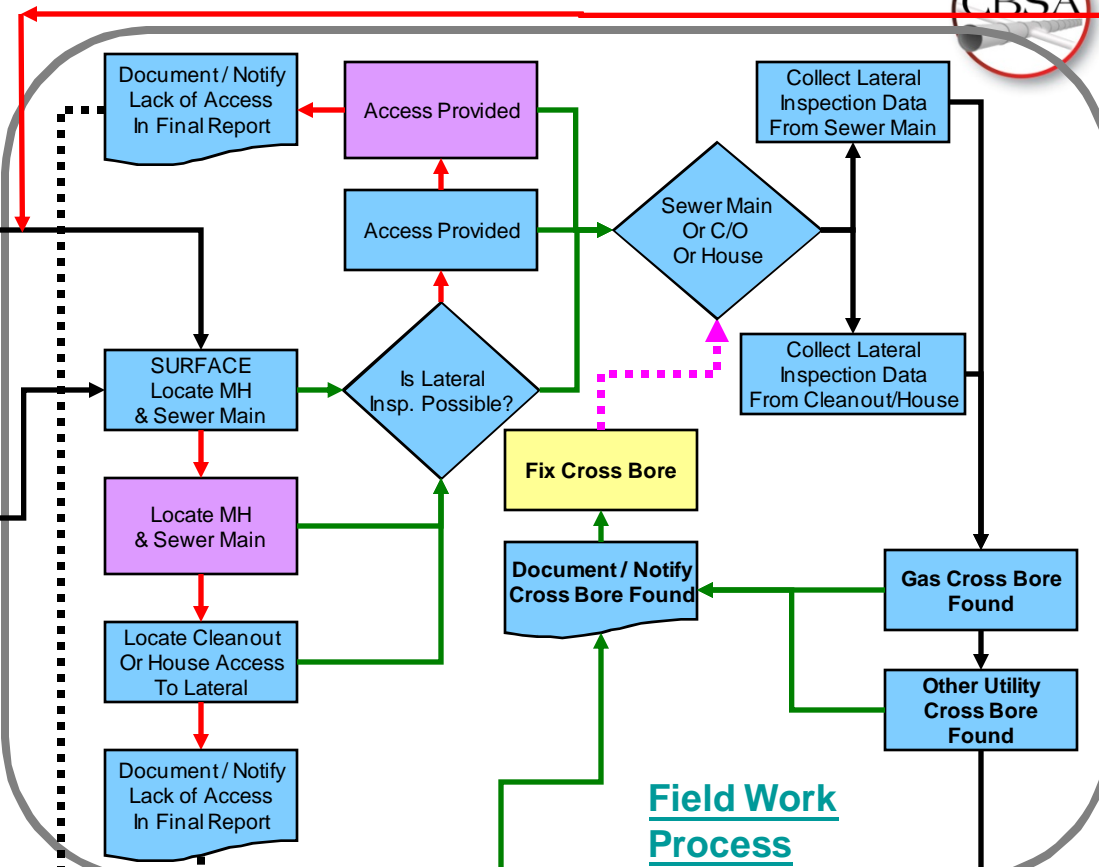 CBSA
Document / Notify
Lack of Access
In Final Report
Access Provided
Collect Lateral
Inspection Data
From Sewer Main
Access Provided
Sewer Main
Or C/O
Or House
SURFACE
Locate MH
& Sewer Main
Is Lateral
Insp. Possible?
Collect Lateral
Inspection Data
From Cleanout/House
Fix Cross Bore
Locate MH
& Sewer Main
Document / Notify
Cross Bore Found
Gas Cross Bore
Found
Locate Cleanout
Or House Access
To Lateral
Other Utility
Cross Bore
Found
Document / Notify
Lack of Access
In Final Report
Field Work
Process